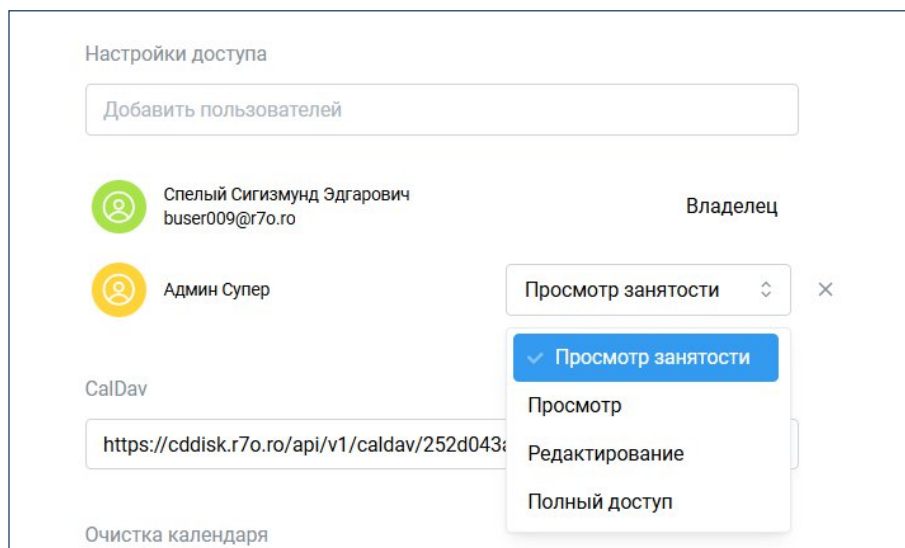 Настройки доступа
Добавить пользователей
Спелый Сигизмунд Эдгарович
buser009@r7o.ro
Владелец
Админ Супер
Просмотр занятости
Просмотр занятости
Просмотр
Редактирование
Полный доступ
CalDav
https://cddisk.r7o.ro/api/v1/caldav/252d043
Очистка календаря